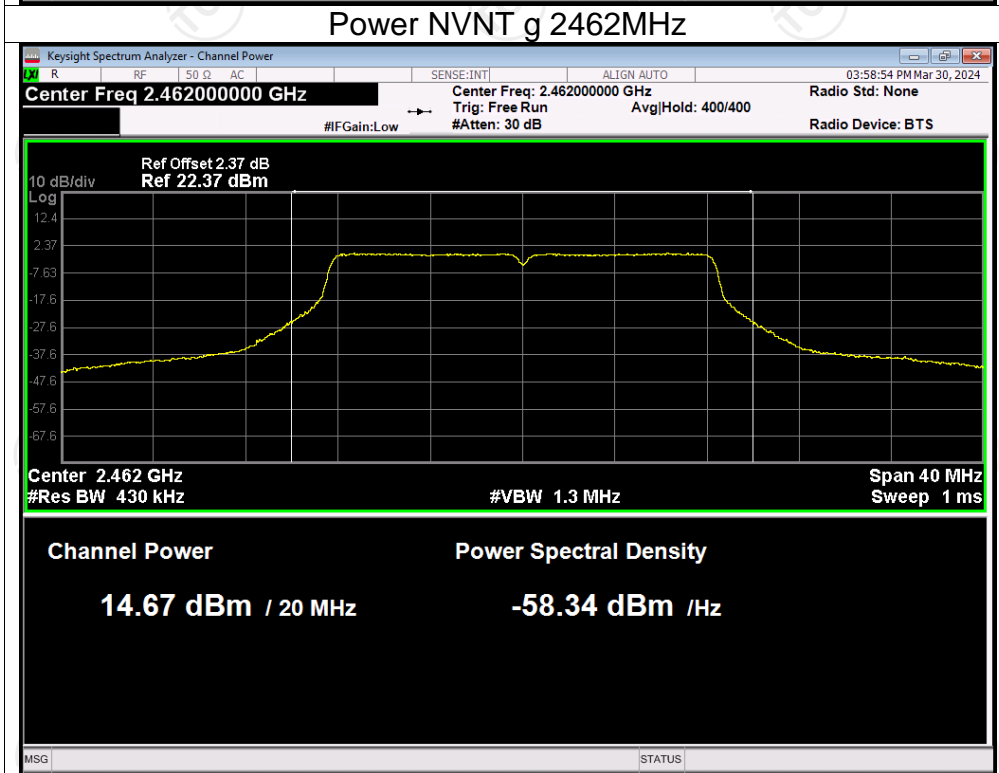 Power NVNT g 2462MHz
Keysight Spectrum Analyzer - Channel Power
LXI R RF 50 Ω AC SENSE:INT ALIGN AUTO 03:58:54 PM Mar 30, 2024
Center Freq 2.462000000 GHz Center Freq: 2.462000000 GHz Radio Std: None
Trig: Free Run Avg|Hold: 400/400
#IFGain:Low #Atten: 30 dB Radio Device: BTS
Ref Offset 2.37 dB
10 dB/div Ref 22.37 dBm
Log
12.4
2.37
-7.63
-17.6
-27.6
-37.6
-47.6
-57.6
-67.6
Center 2.462 GHz Span 40 MHz
#Res BW 430 kHz #VBW 1.3 MHz Sweep 1 ms
Channel Power Power Spectral Density
14.67 dBm / 20 MHz -58.34 dBm /Hz
MSG STATUS